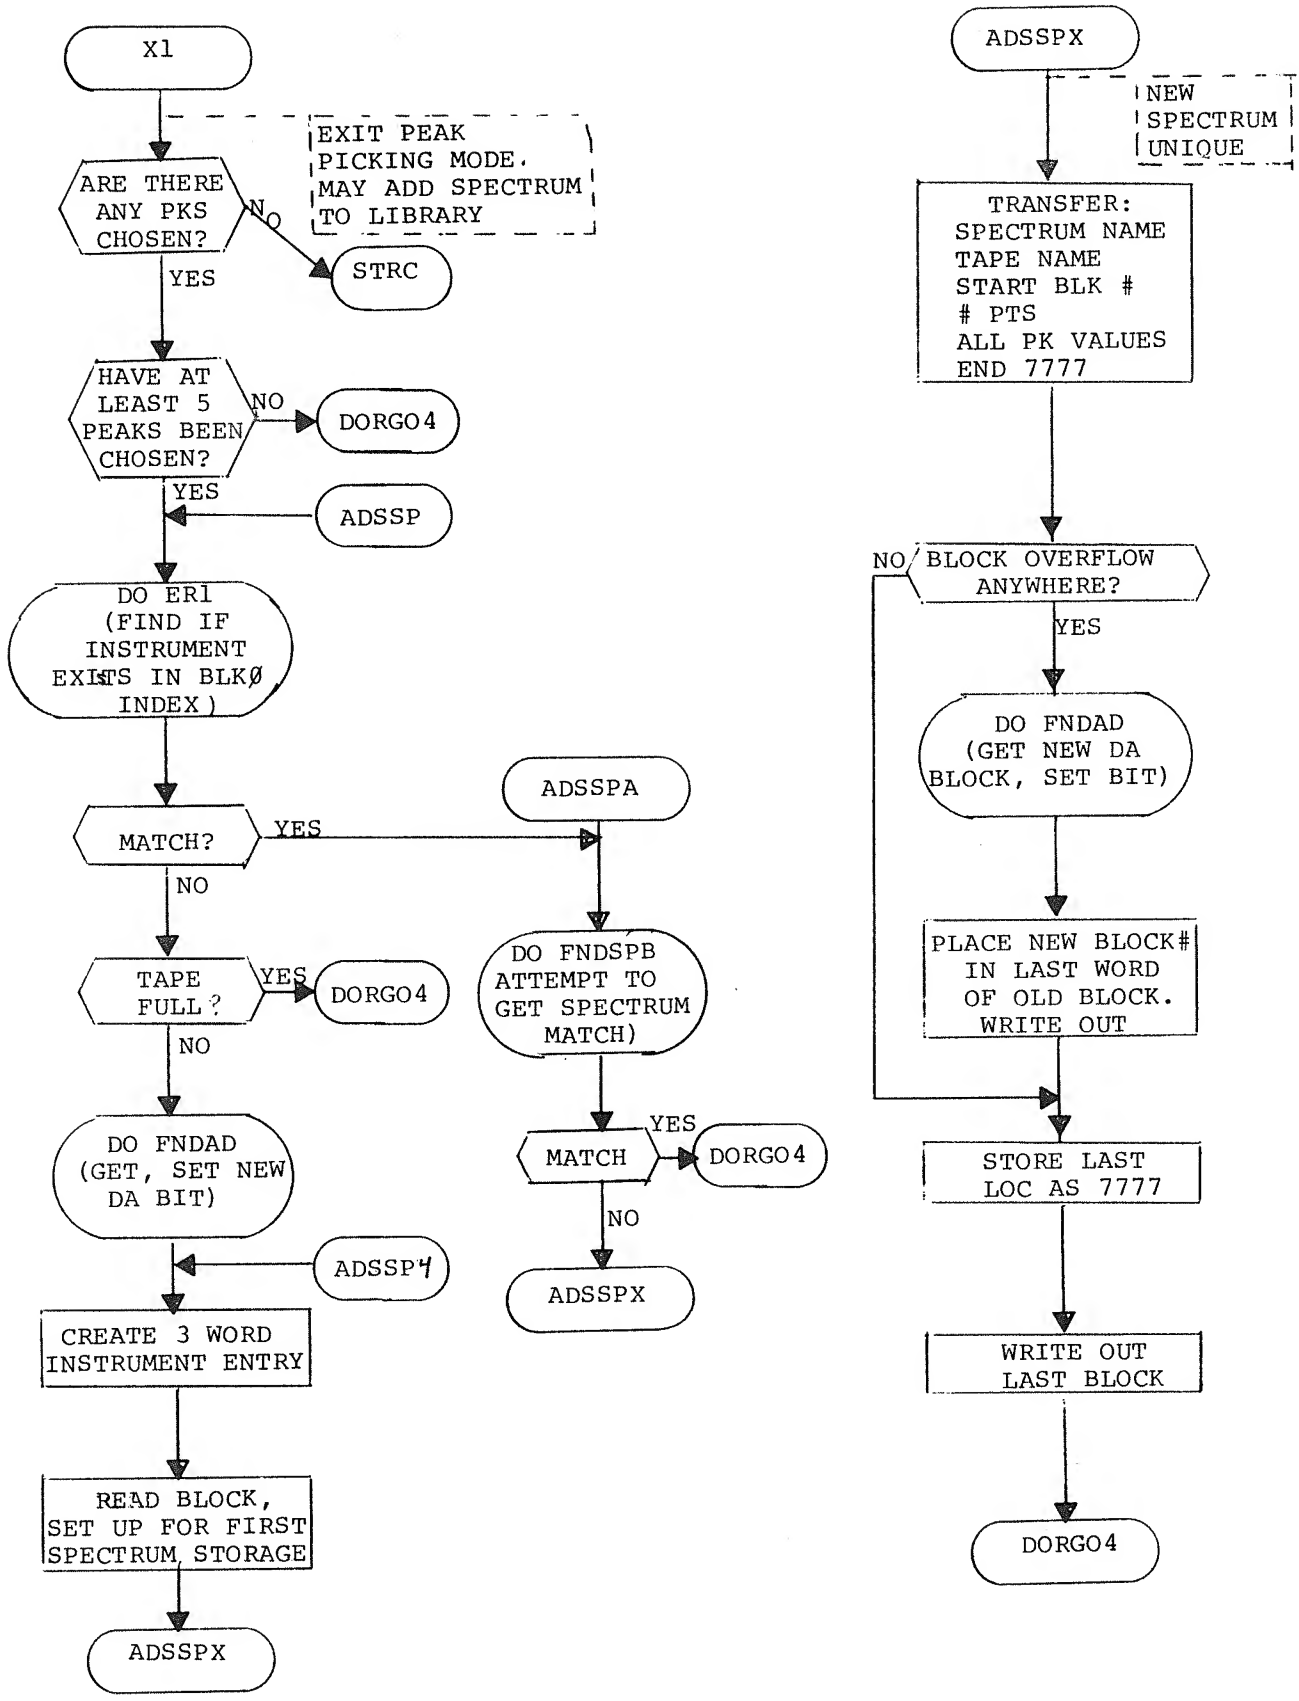 X1
EXIT PEAK
PICKING MODE.
MAY ADD SPECTRUM
TO LIBRARY
ARE THERE
ANY PKS
CHOSEN?
NO
STRC
YES
HAVE AT
LEAST 5
PEAKS BEEN
CHOSEN?
NO
DORGO4
YES
ADSSP
DO ER1
(FIND IF
INSTRUMENT
EXISTS IN BLKØ
INDEX)
MATCH?
YES
NO
TAPE
FULL?
YES
DORGO4
NO
DO FNDAD
(GET, SET NEW
DA BIT)
ADSSP4
CREATE 3 WORD
INSTRUMENT ENTRY
READ BLOCK,
SET UP FOR FIRST
SPECTRUM STORAGE
ADSSPX
ADSSPA
DO FNDSPB
ATTEMPT TO
GET SPECTRUM
MATCH)
MATCH
YES
DORGO4
NO
ADSSPX
ADSSPX
NEW
SPECTRUM
UNIQUE
TRANSFER:
SPECTRUM NAME
TAPE NAME
START BLK #
# PTS
ALL PK VALUES
END 7777
NO
BLOCK OVERFLOW
ANYWHERE?
YES
DO FNDAD
(GET NEW DA
BLOCK, SET BIT)
PLACE NEW BLOCK#
IN LAST WORD
OF OLD BLOCK.
WRITE OUT
STORE LAST
LOC AS 7777
WRITE OUT
LAST BLOCK
DORGO4